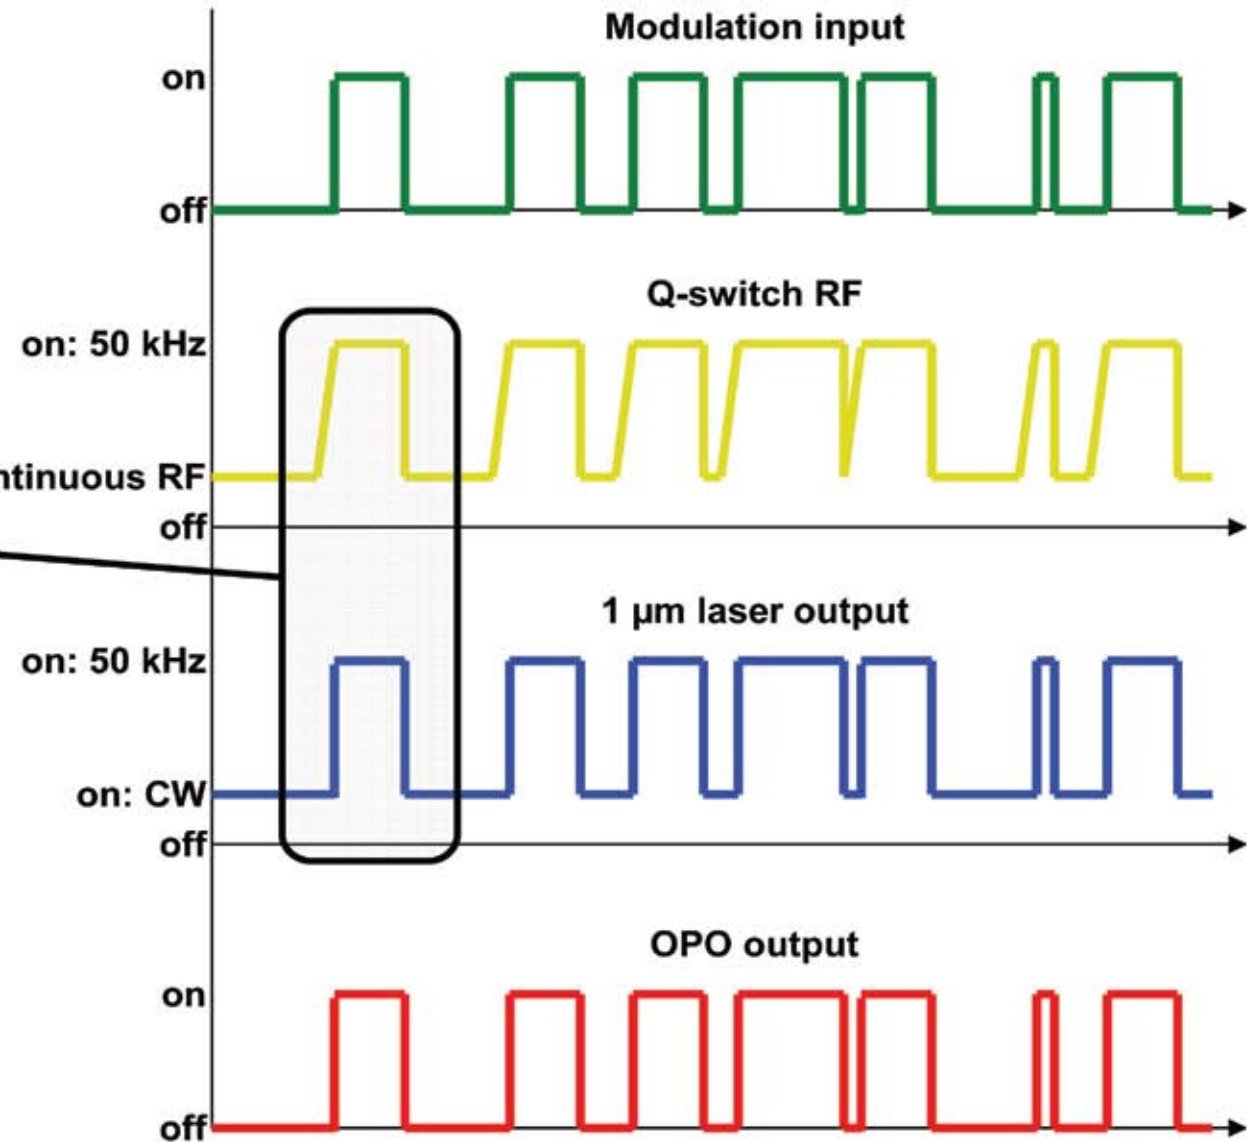 Modulation input
on
off
Q-switch RF
on: 50 kHz
ntinuous RF
off
1 µm laser output
on: 50 kHz
on: CW
off
OPO output
on
off